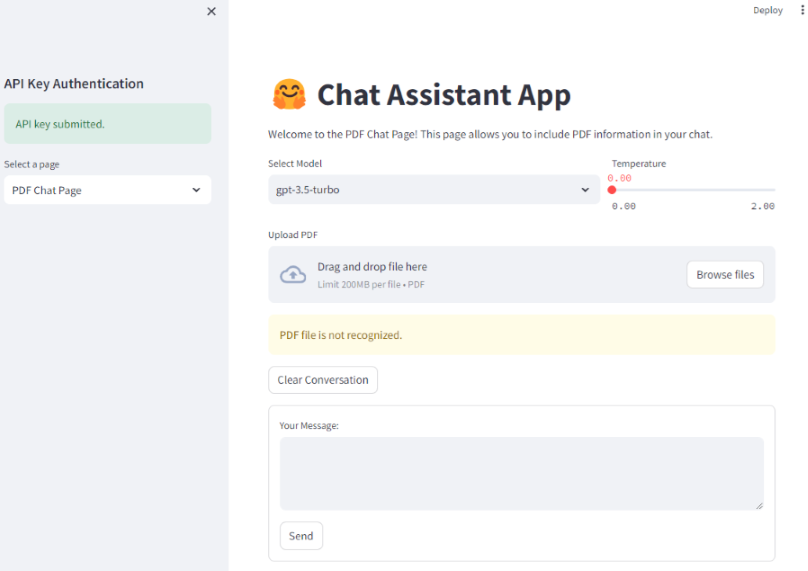 Deploy
API Key Authentication
API key submitted.
Select a page
PDF Chat Page
🤗 Chat Assistant App
Welcome to the PDF Chat Page! This page allows you to include PDF information in your chat.
Select Model
gpt-3.5-turbo
Temperature
0.00
0.00 2.00
Upload PDF
Drag and drop file here
Limit 200MB per file • PDF
Browse files
PDF file is not recognized.
Clear Conversation
Your Message:
Send